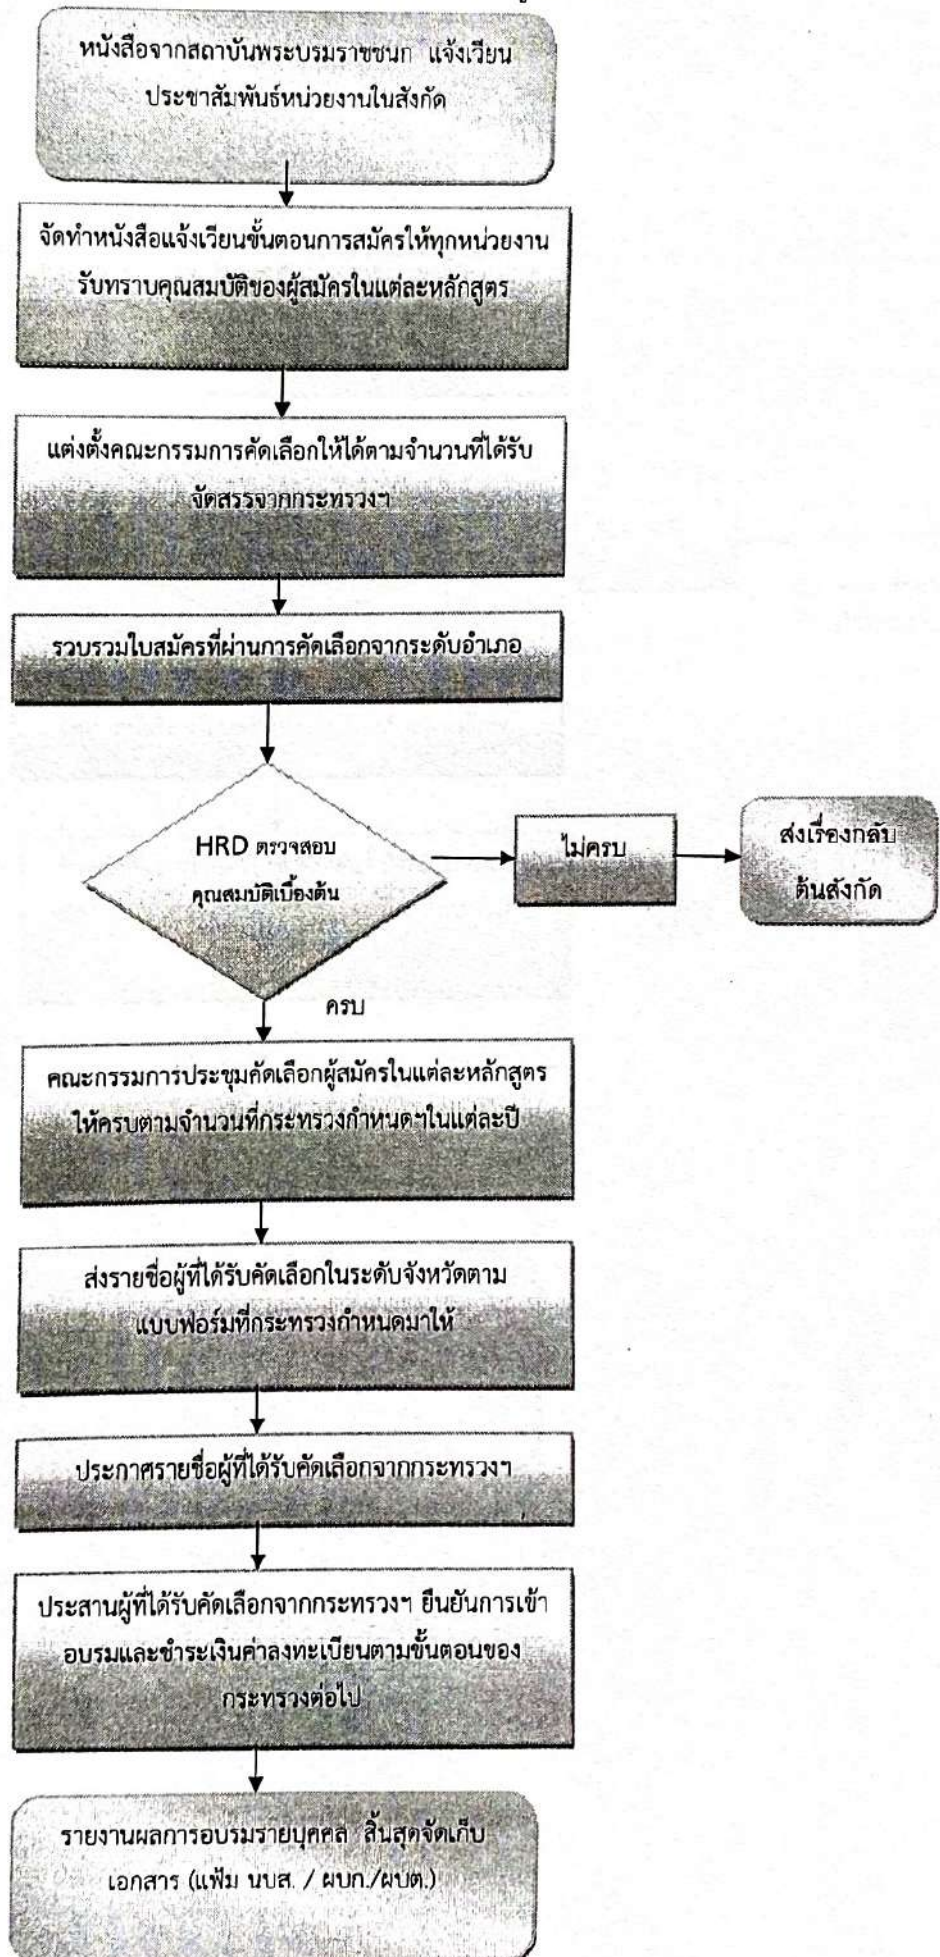 หนังสือจากสถาบันพระบรมราชชนก แจ้งเวียน
ประชาสัมพันธ์หน่วยงานในสังกัด
จัดทำหนังสือแจ้งเวียนขั้นตอนการสมัครให้ทุกหน่วยงาน
รับทราบคุณสมบัติของผู้สมัครในแต่ละหลักสูตร
แต่งตั้งคณะกรรมการคัดเลือกให้ได้ตามจำนวนที่ได้รับ
จัดสรรจากกระทรวงฯ
รวบรวมใบสมัครที่ผ่านการคัดเลือกจากระดับอำเภอ
HRD ตรวจสอบ
คุณสมบัติเบื้องต้น
ไม่ครบ
ส่งเรื่องกลับ
ต้นสังกัด
ครบ
คณะกรรมการประชุมคัดเลือกผู้สมัครในแต่ละหลักสูตร
ให้ครบตามจำนวนที่กระทรวงกำหนดฯในแต่ละปี
ส่งรายชื่อผู้ที่ได้รับคัดเลือกในระดับจังหวัดตาม
แบบฟอร์มที่กระทรวงกำหนดมาให้
ประกาศรายชื่อผู้ที่ได้รับคัดเลือกจากกระทรวงฯ
ประสานผู้ที่ได้รับคัดเลือกจากกระทรวงฯ ยืนยันการเข้า
อบรมและชำระเงินค่าลงทะเบียนตามขั้นตอนของ
กระทรวงต่อไป
รายงานผลการอบรมรายบุคคล สิ้นสุดจัดเก็บ
เอกสาร (แฟ้ม นบส. / ผบก./ผบต.)